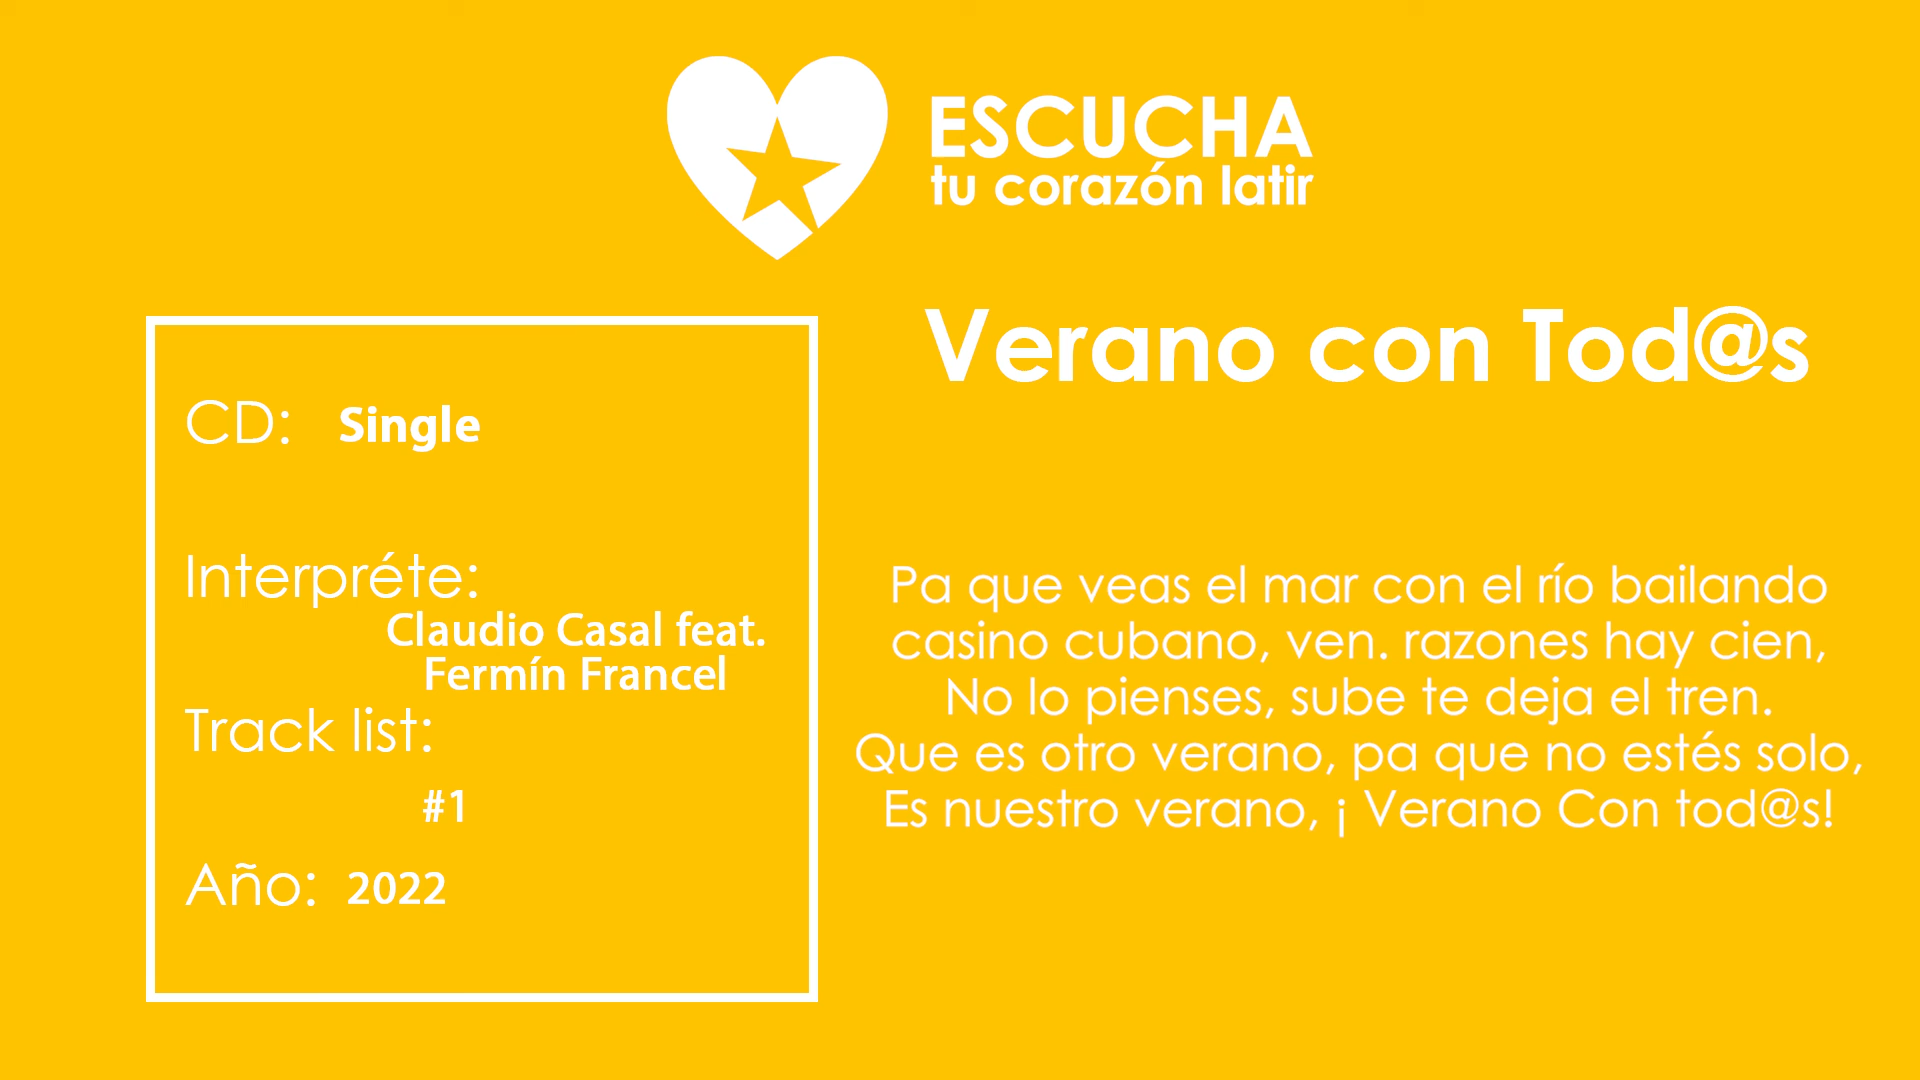 ESCUCHA
tu corazón latir
Verano con Tod@s
CD: Single
Interpréte:
Claudio Casal feat.
Fermín Francel
Track list:
#1
Año: 2022
Pa que veas el mar con el río bailando
casino cubano, ven. razones hay cien,
No lo pienses, sube te deja el tren.
Que es otro verano, pa que no estés solo,
Es nuestro verano, ¡ Verano Con tod@s!